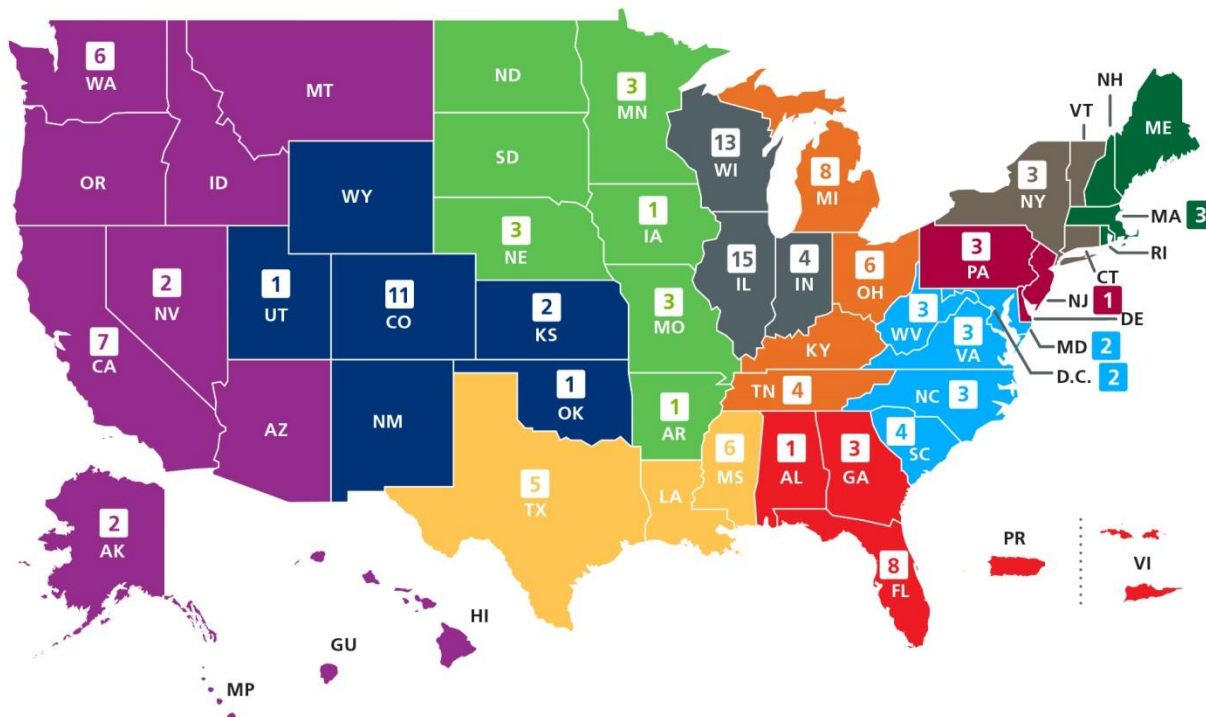 6
WA
MT
ND
3
MN
NH
VT
ME
OR
ID
WY
SD
13
WI
8
MI
3
NY
MA 3
RI
CT
1
IA
3
NE
3
PA
NJ 1
DE
2
NV
1
UT
11
CO
2
KS
3
MO
15
IL
4
IN
6
OH
3
WV
3
VA
MD 2
D.C. 2
7
CA
KY
TN 4
NC 3
AZ
NM
1
OK
1
AR
4
SC
6
MS
1
AL
3
GA
5
TX
LA
8
FL
2
AK
PR
VI
HI
GU
MP